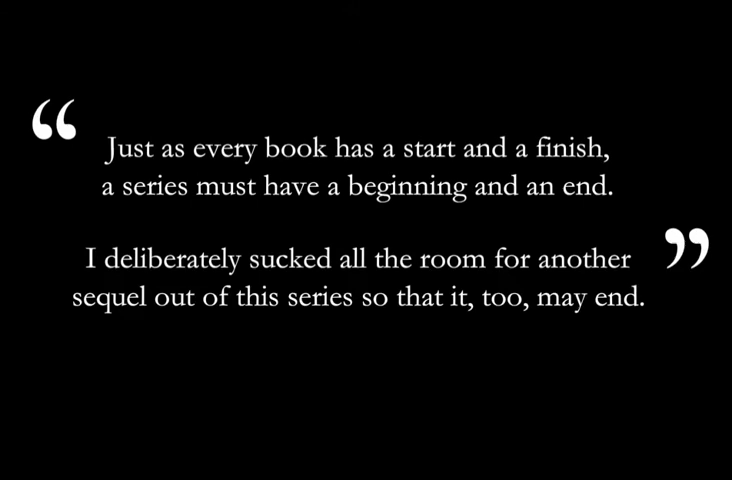 “ Just as every book has a start and a finish,
a series must have a beginning and an end.
I deliberately sucked all the room for another ”
sequel out of this series so that it, too, may end.